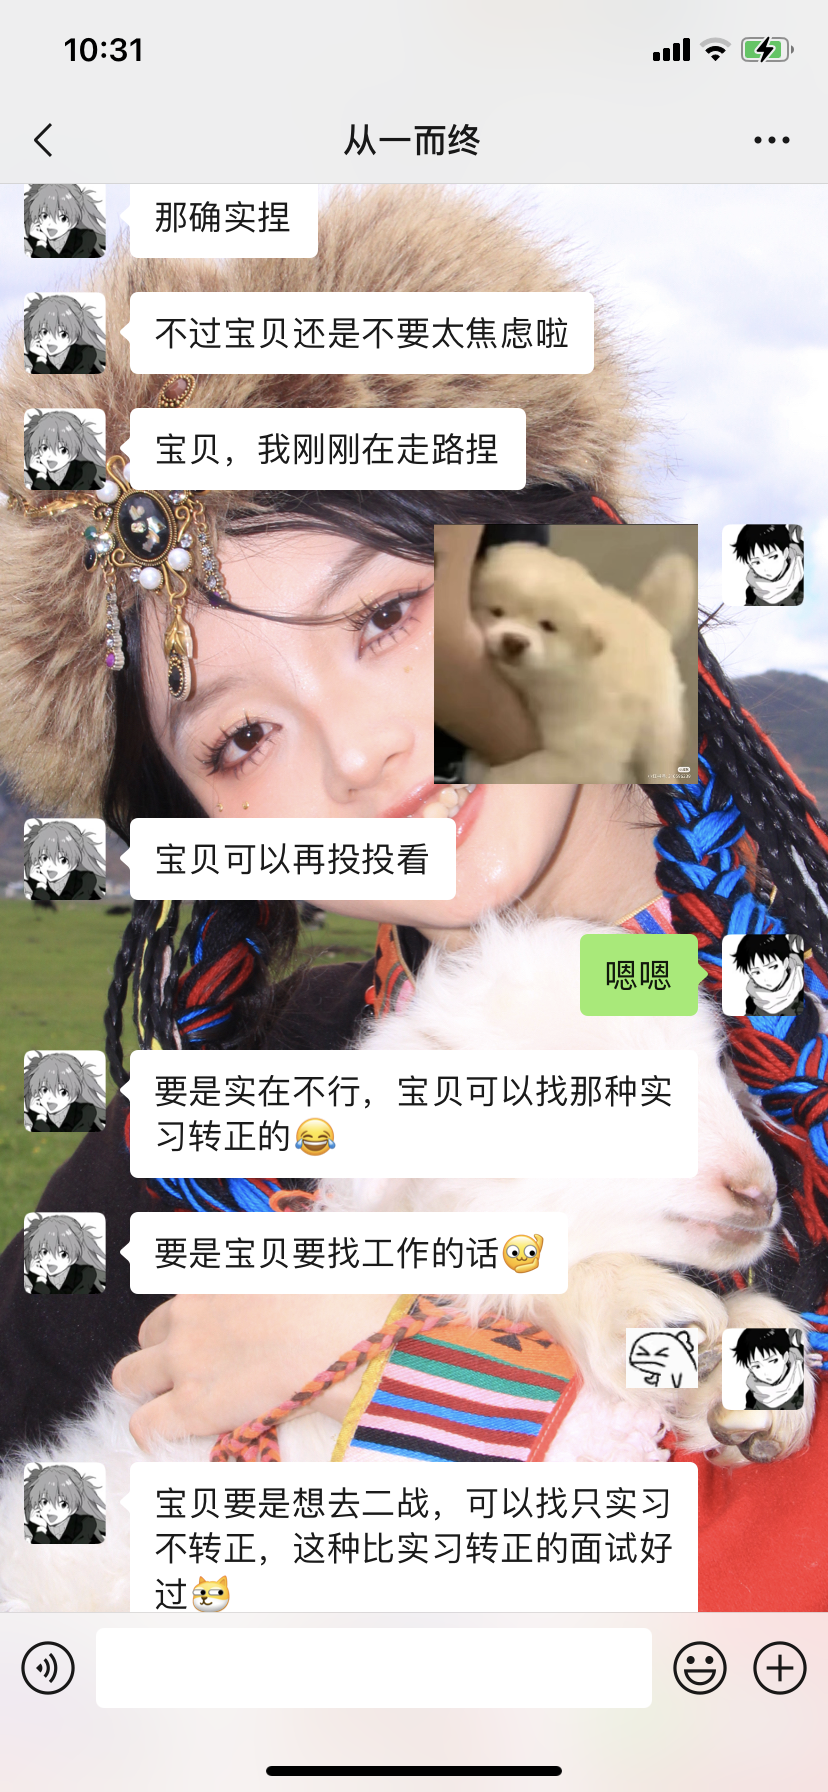 10:31
从一而终
那确实捏
不过宝贝还是不要太焦虑啦
宝贝，我刚刚在走路捏
宝贝可以再投投看
嗯嗯
要是实在不行，宝贝可以找那种实
习转正的😂
要是宝贝要找工作的话🫣
宝贝要是想去二战，可以找只实习
不转正，这种比实习转正的面试好
过